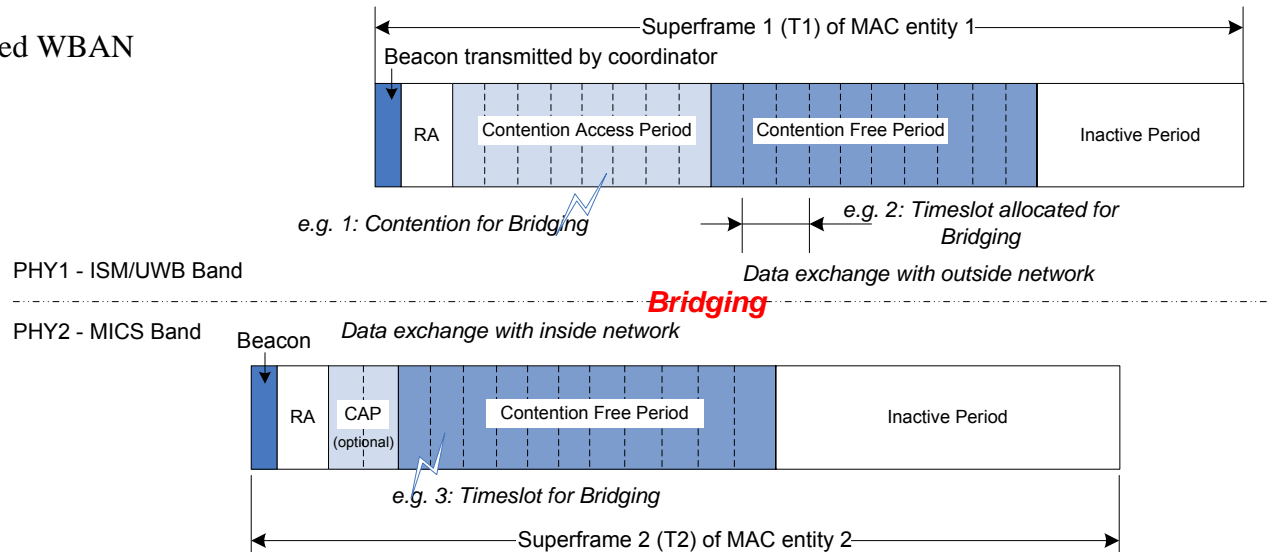 ed WBAN
Superframe 1 (T1) of MAC entity 1
Beacon transmitted by coordinator
RA
Contention Access Period
Contention Free Period
Inactive Period
e.g. 1: Contention for Bridging
e.g. 2: Timeslot allocated for
Bridging
PHY1 - ISM/UWB Band
Data exchange with outside network
Bridging
PHY2 - MICS Band
Data exchange with inside network
Beacon
RA
CAP
(optional)
Contention Free Period
Inactive Period
e.g. 3: Timeslot for Bridging
Superframe 2 (T2) of MAC entity 2